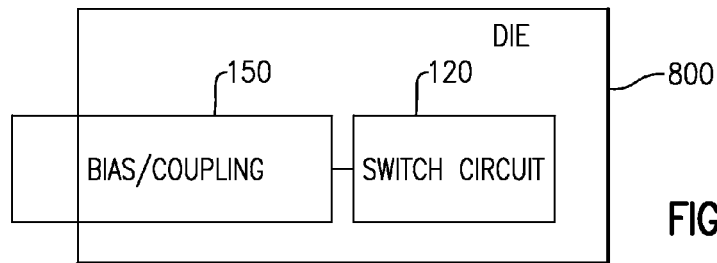 DIE
150
120
800
BIAS/COUPLING
SWITCH CIRCUIT
FIG